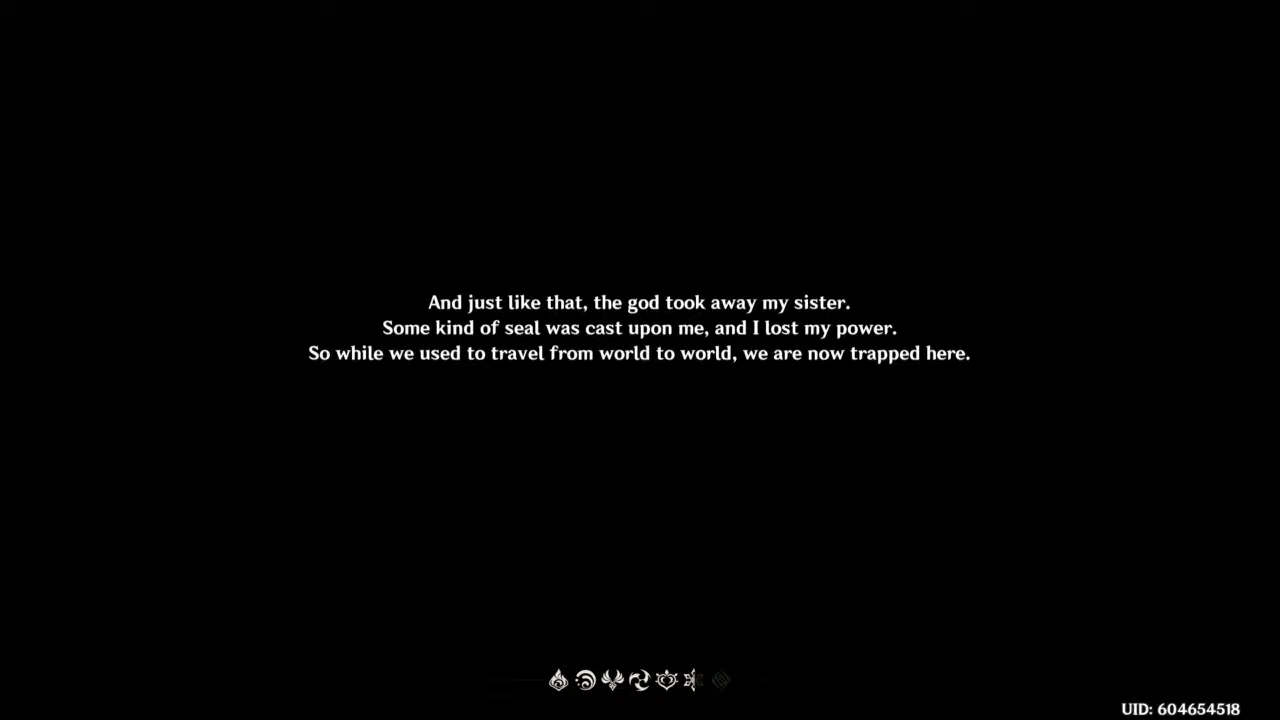 And just like that, the god took away my sister.
Some kind of seal was cast upon me, and I lost my power.
So while we used to travel from world to world, we are now trapped here.
UID: 604654518